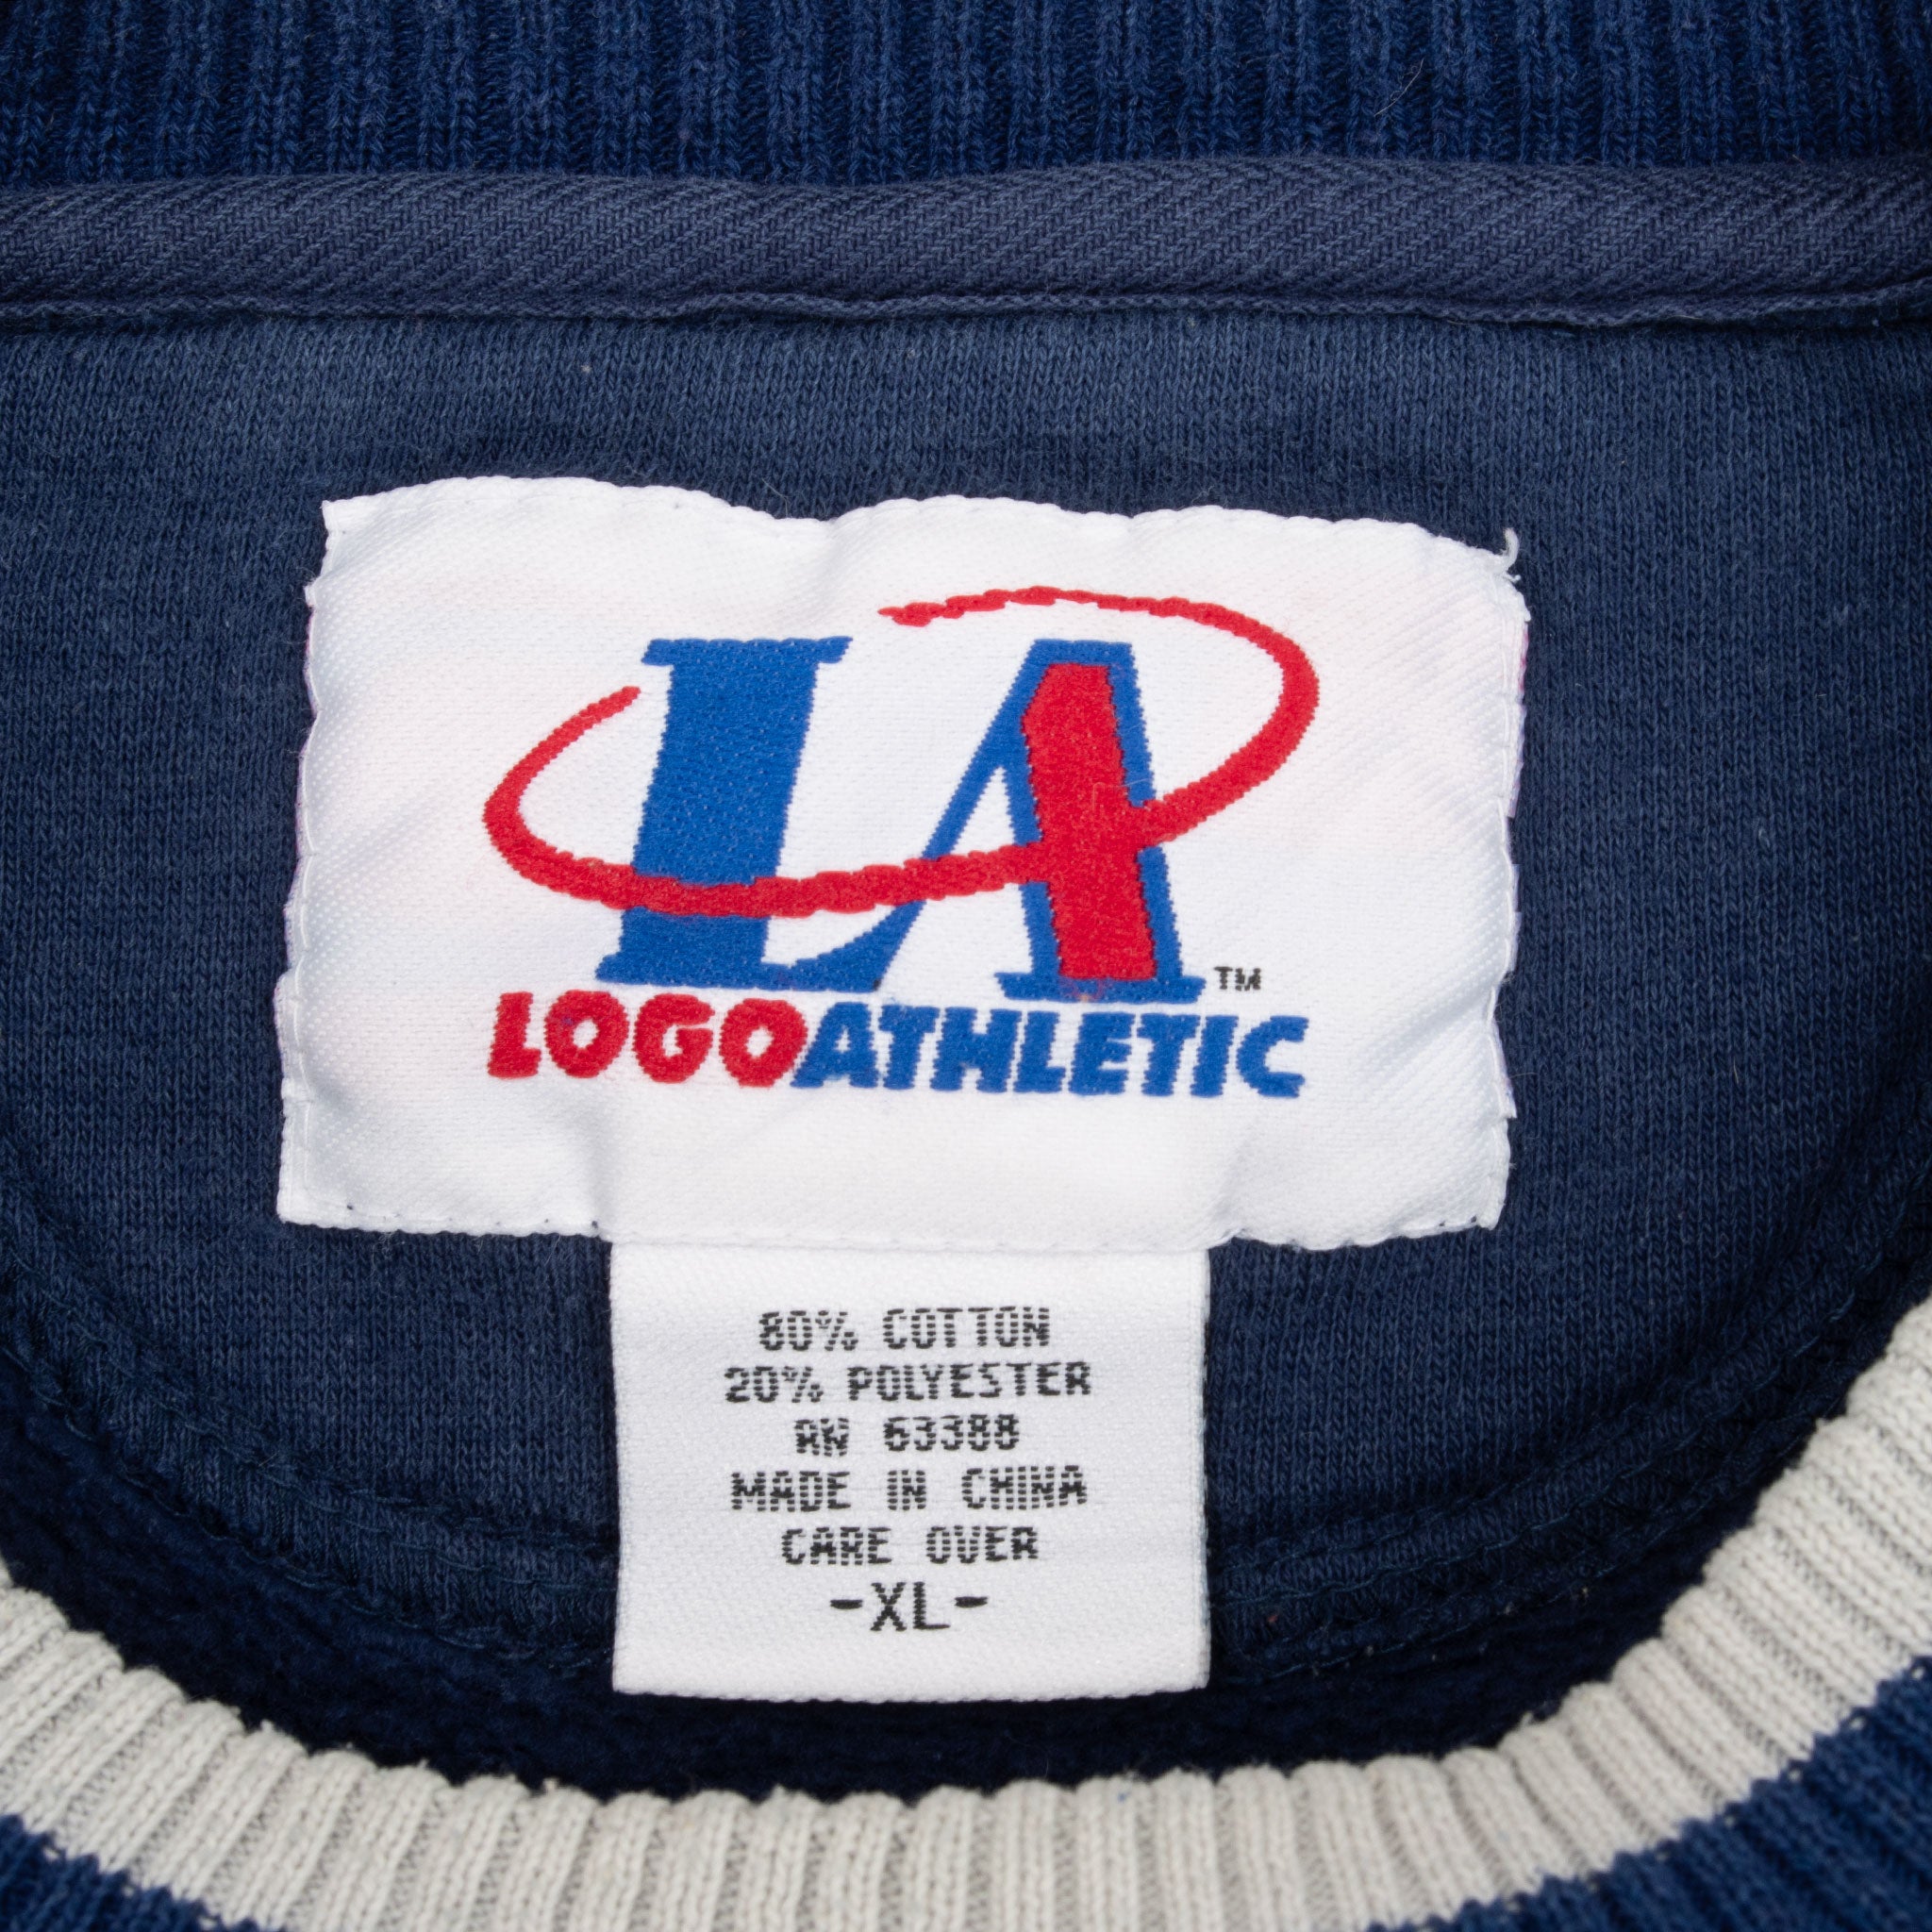 LA
TM
LOGOATHLETIC
80% COTTON
20% POLYESTER
RN 63388
MADE IN CHINA
CARE OVER
-XL-